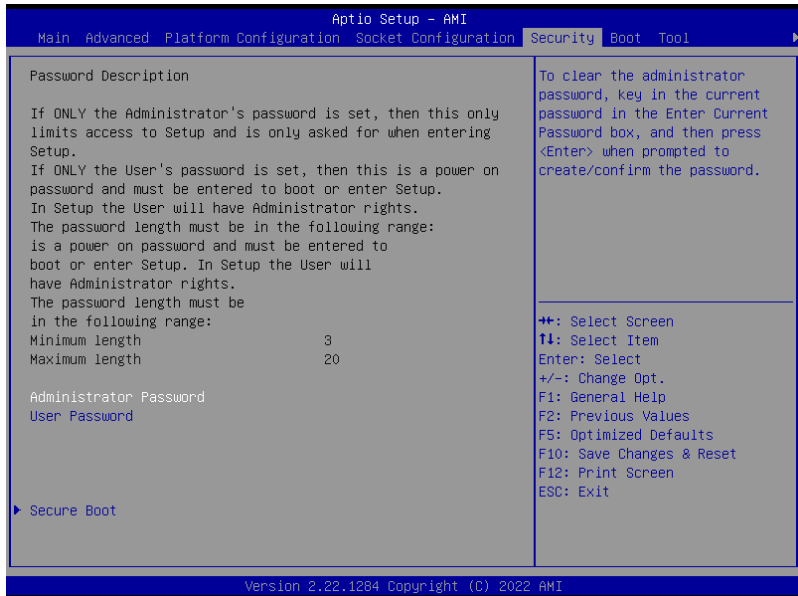 Aptio Setup – AMI
Main Advanced Platform Configuration Socket Configuration Security Boot Tool
Password Description
If ONLY the Administrator's password is set, then this only
limits access to Setup and is only asked for when entering
Setup.
If ONLY the User's password is set, then this is a power on
password and must be entered to boot or enter Setup.
In Setup the User will have Administrator rights.
The password length must be in the following range:
is a power on password and must be entered to
boot or enter Setup. In Setup the User will
have Administrator rights.
The password length must be
in the following range:
Minimum length 3
Maximum length 20
Administrator Password
User Password
Secure Boot
To clear the administrator
password, key in the current
password in the Enter Current
Password box, and then press
<Enter> when prompted to
create/confirm the password.
→←: Select Screen
↑↓: Select Item
Enter: Select
+/-: Change Opt.
F1: General Help
F2: Previous Values
F5: Optimized Defaults
F10: Save Changes & Reset
F12: Print Screen
ESC: Exit
Version 2.22.1284 Copyright (C) 2022 AMI